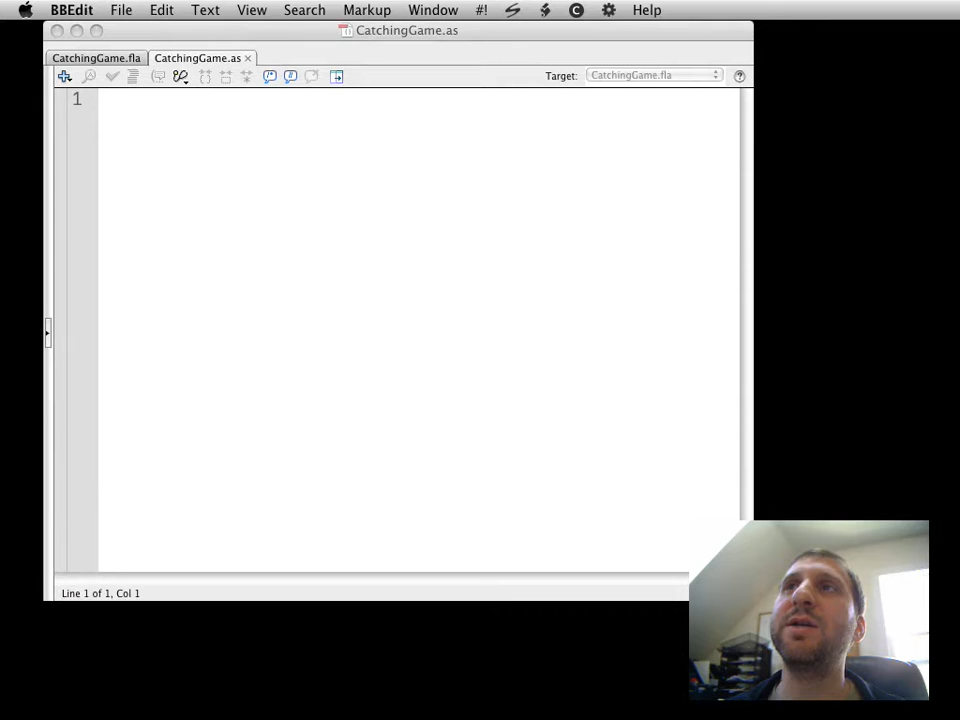 BBEdit File Edit Text View Search Markup Window #! Help
CatchingGame.as
CatchingGame.fla CatchingGame.as
Target: CatchingGame.fla
1
Line 1 of 1, Col 1